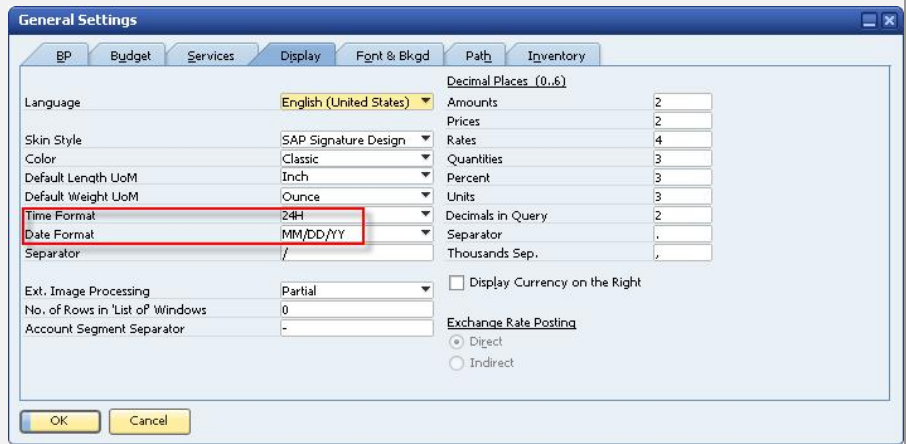 General Settings
BP Budget Services Display Font & Bkgd Path Inventory
Language English (United States)
Skin Style SAP Signature Design
Color Classic
Default Length UoM Inch
Default Weight UoM Ounce
Time Format 24H
Date Format MM/DD/YY
Separator /
Ext. Image Processing Partial
No. of Rows in 'List of' Windows 0
Account Segment Separator -
Decimal Places (0..6)
Amounts 2
Prices 2
Rates 4
Quantities 3
Percent 3
Units 3
Decimals in Query 2
Separator .
Thousands Sep. ,
Display Currency on the Right
Exchange Rate Posting
Direct
Indirect
OK Cancel